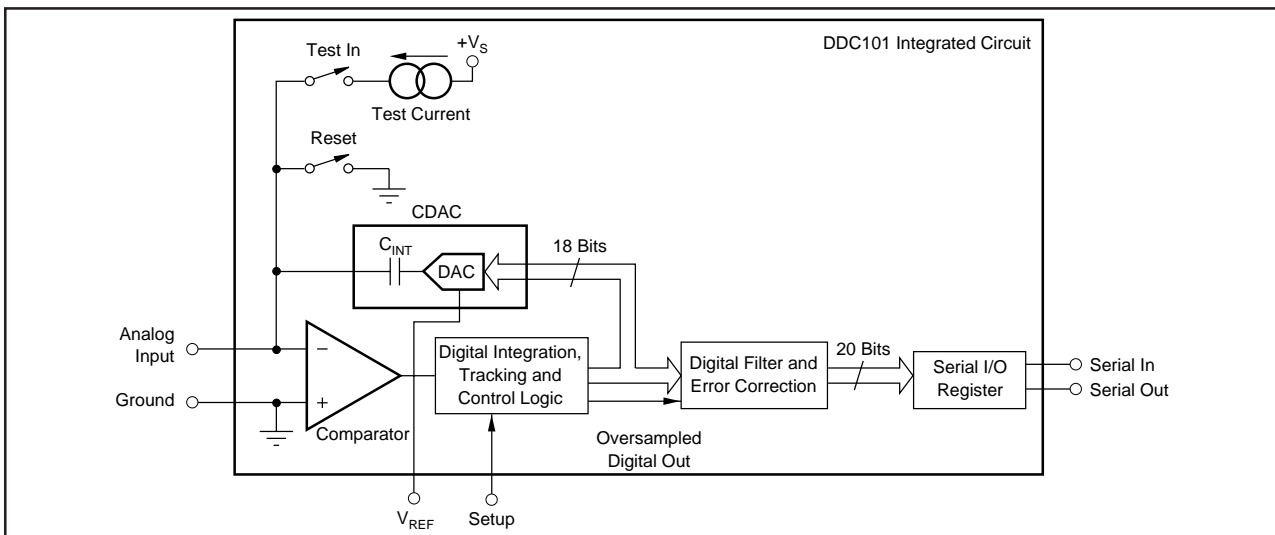 DDC101 Integrated Circuit
+VS
Test In
Test Current
Reset
CDAC
CINT
DAC
18 Bits
Analog
Input
−
Digital Integration,
Tracking and
Control Logic
Digital Filter and
Error Correction
20 Bits
Serial I/O
Register
Serial In
Serial Out
Ground
+
Comparator
Oversampled
Digital Out
VREF
Setup